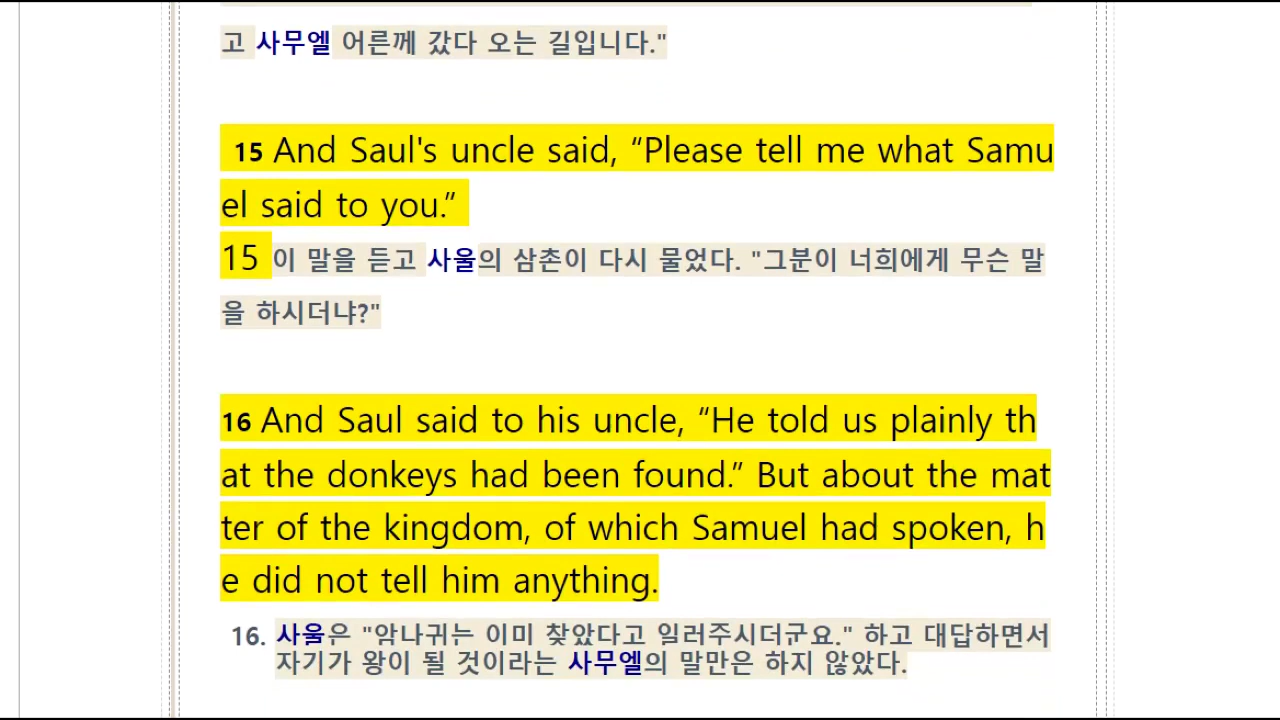 고 사무엘 어른께 갔다 오는 길입니다."
15 And Saul's uncle said, “Please tell me what Samu
el said to you.”
15 이 말을 듣고 사울의 삼촌이 다시 물었다. "그분이 너희에게 무슨 말
을 하시더냐?"
16 And Saul said to his uncle, “He told us plainly th
at the donkeys had been found.” But about the mat
ter of the kingdom, of which Samuel had spoken, h
e did not tell him anything.
16. 사울은 "암나귀는 이미 찾았다고 일러주시더군요." 하고 대답하면서
자기가 왕이 될 것이라는 사무엘의 말만은 하지 않았다.